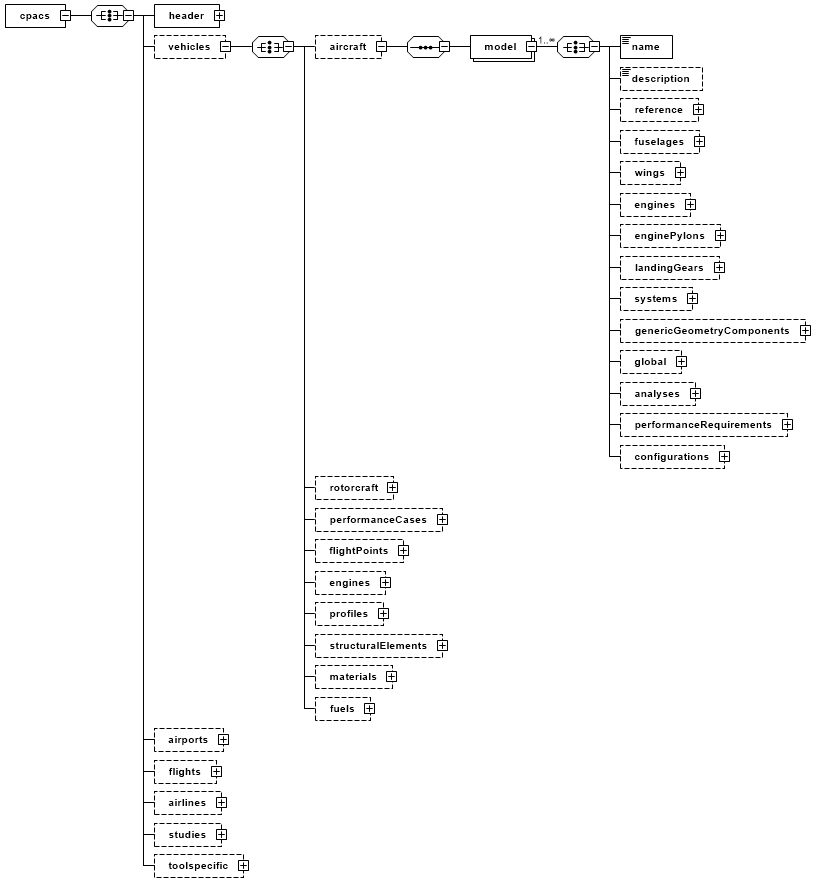 cpacs
header
vehicles
aircraft
model
1..∞
name
description
reference
fuselages
wings
engines
enginePylons
landingGears
systems
genericGeometryComponents
global
analyses
performanceRequirements
configurations
rotorcraft
performanceCases
flightPoints
engines
profiles
structuralElements
materials
fuels
airports
flights
airlines
studies
toolspecific